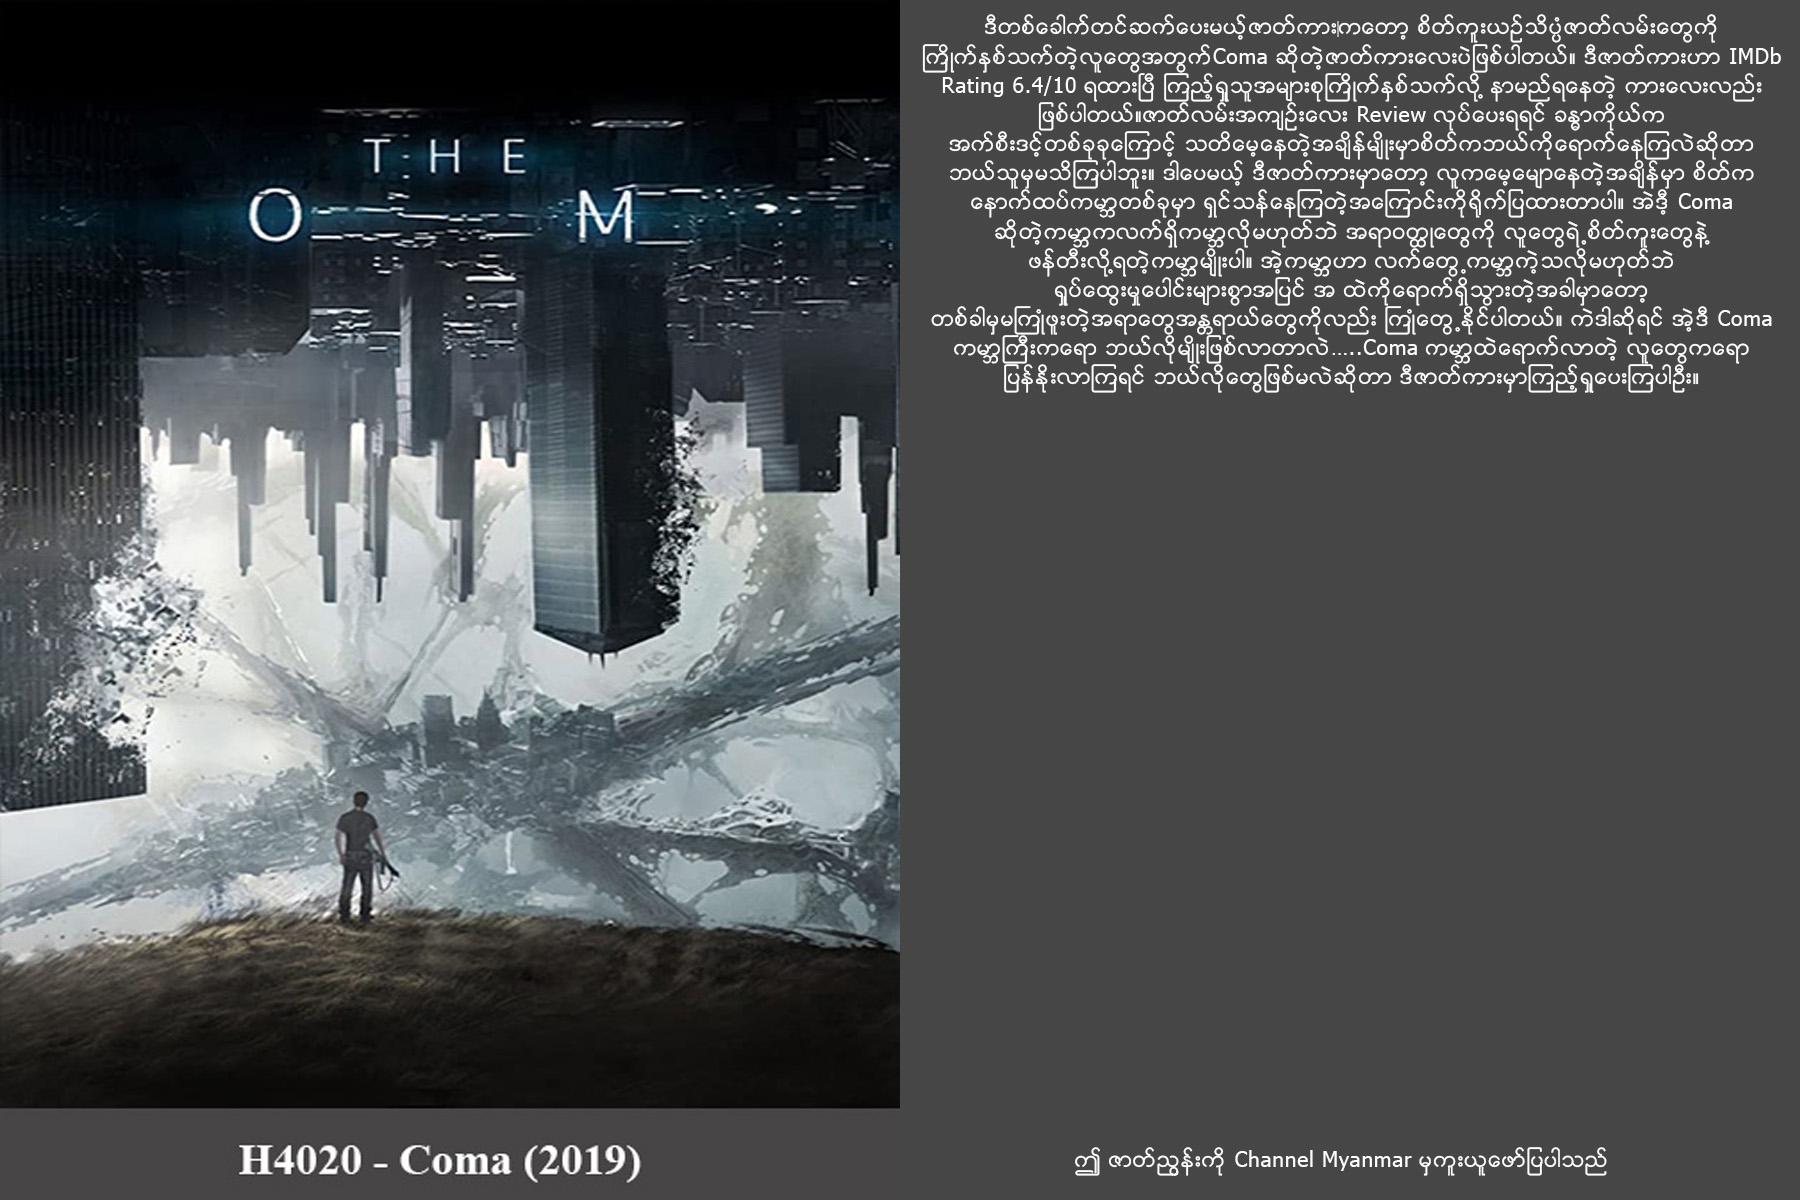 THE
O M
ဒီတစ်ခေါက်တင်ဆက်ပေးမယ့်ဇာတ်ကားကတော့ စိတ်ကူးယဉ်သိပ္ပံဇာတ်လမ်းတွေကို
ကြိုက်နှစ်သက်တဲ့လူတွေအတွက်Coma ဆိုတဲ့ဇာတ်ကားလေးပဲဖြစ်ပါတယ်။ ဒီဇာတ်ကားဟာ IMDb
Rating 6.4/10 ရထားပြီ ကြည့်ရှုသူအများစုကြိုက်နှစ်သက်လို့ နာမည်ရနေတဲ့ ကားလေးလည်း
ဖြစ်ပါတယ်။ဇာတ်လမ်းအကျဉ်းလေး Review လုပ်ပေးရရင် ခန္ဓာကိုယ်က
အက်စီးဒင့်တစ်ခုခုကြောင့် သတိမေ့နေတဲ့အချိန်မျိုးမှာစိတ်ကဘယ်ကိုရောက်နေကြလဲဆိုတာ
ဘယ်သူမှမသိကြပါဘူး။ ဒါပေမယ့် ဒီဇာတ်ကားမှာတော့ လူကမေ့မျောနေတဲ့အချိန်မှာ စိတ်က
နောက်ထပ်ကမ္ဘာတစ်ခုမှာ ရှင်သန်နေကြတဲ့အကြောင်းကိုရိုက်ပြထားတာပါ။ အဲဒီ့ Coma
ဆိုတဲ့ကမ္ဘာကလက်ရှိကမ္ဘာလိုမဟုတ်ဘဲ အရာဝတ္ထုတွေကို လူတွေရဲ့စိတ်ကူးတွေနဲ့
ဖန်တီးလို့ရတဲ့ကမ္ဘာမျိုးပါ။ အဲ့ကမ္ဘာဟာ လက်တွေ့ကမ္ဘာကဲ့သလိုမဟုတ်ဘဲ
ရှုပ်ထွေးမှုပေါင်းများစွာအပြင် အ ထဲကိုရောက်ရှိသွားတဲ့အခါမှာတော့
တစ်ခါမှမကြုံဖူးတဲ့အရာတွေအန္တရာယ်တွေကိုလည်း ကြုံတွေ့နိုင်ပါတယ်။ ကဲဒါဆိုရင် အဲ့ဒီ Coma
ကမ္ဘာကြီးကရော ဘယ်လိုမျိုးဖြစ်လာတာလဲ…..Coma ကမ္ဘာထဲရောက်လာတဲ့ လူတွေကရော
ပြန်နိုးလာကြရင် ဘယ်လိုတွေဖြစ်မလဲဆိုတာ ဒီဇာတ်ကားမှာကြည့်ရှုပေးကြပါဦး။
H4020 - Coma (2019)
ဤ ဇာတ်ညွှန်းကို Channel Myanmar မှကူးယူဖော်ပြပါသည်